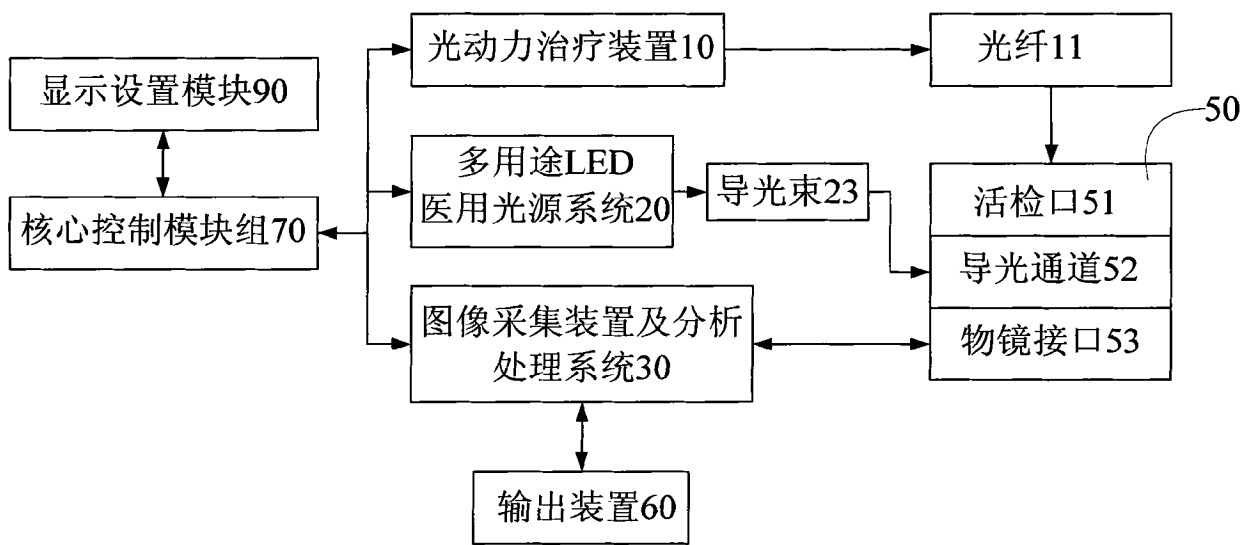 光动力治疗装置10
光纤11
显示设置模块90
50
多用途LED
医用光源系统20
导光束23
活检口51
核心控制模块组70
导光通道52
图像采集装置及分析
处理系统30
物镜接口53
输出装置60